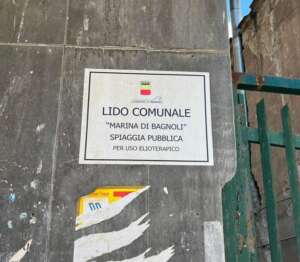 LIDO COMUNALE
"MARINA DI BAGNOLI"
SPIAGGIA PUBBLICA
PER USO ELIOTERAPICO